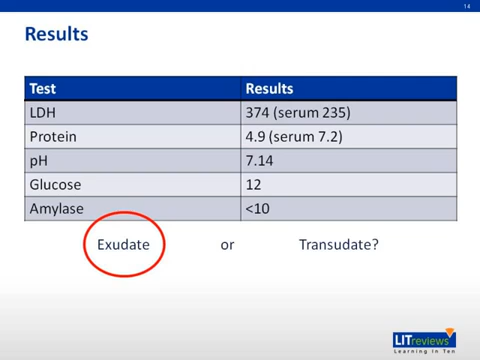 14
Results
Test Results
LDH 374 (serum 235)
Protein 4.9 (serum 7.2)
pH 7.14
Glucose 12
Amylase <10
Exudate or Transudate?
LITreviews
Learning in Ten